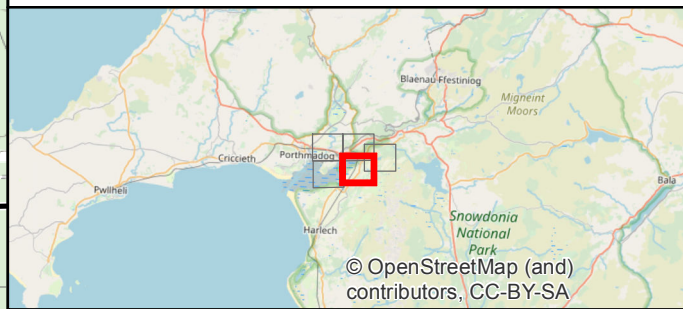 Blaenau Ffestiniog
Migneint
Moors
Criccieth
Porthmadog
Bala
Pwllheli
Snowdonia
National
Park
Harlech
© OpenStreetMap (and)
contributors, CC-BY-SA